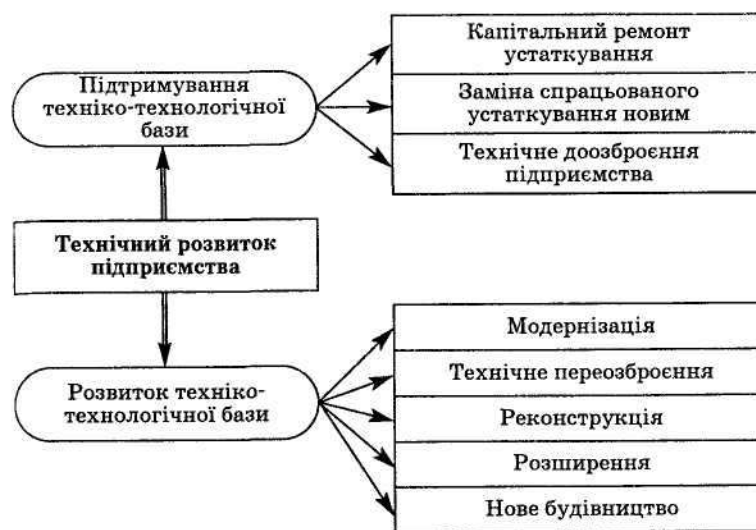 Капітальний ремонт
устаткування
Підтримування
техніко-технологічної
бази
Заміна спрацьованого
устаткування новим
Технічне доозброєння
підприємства
Технічний розвиток
підприємства
Модернізація
Технічне переозброєння
Розвиток техніко-
технологічної бази
Реконструкція
Розширення
Нове будівництво